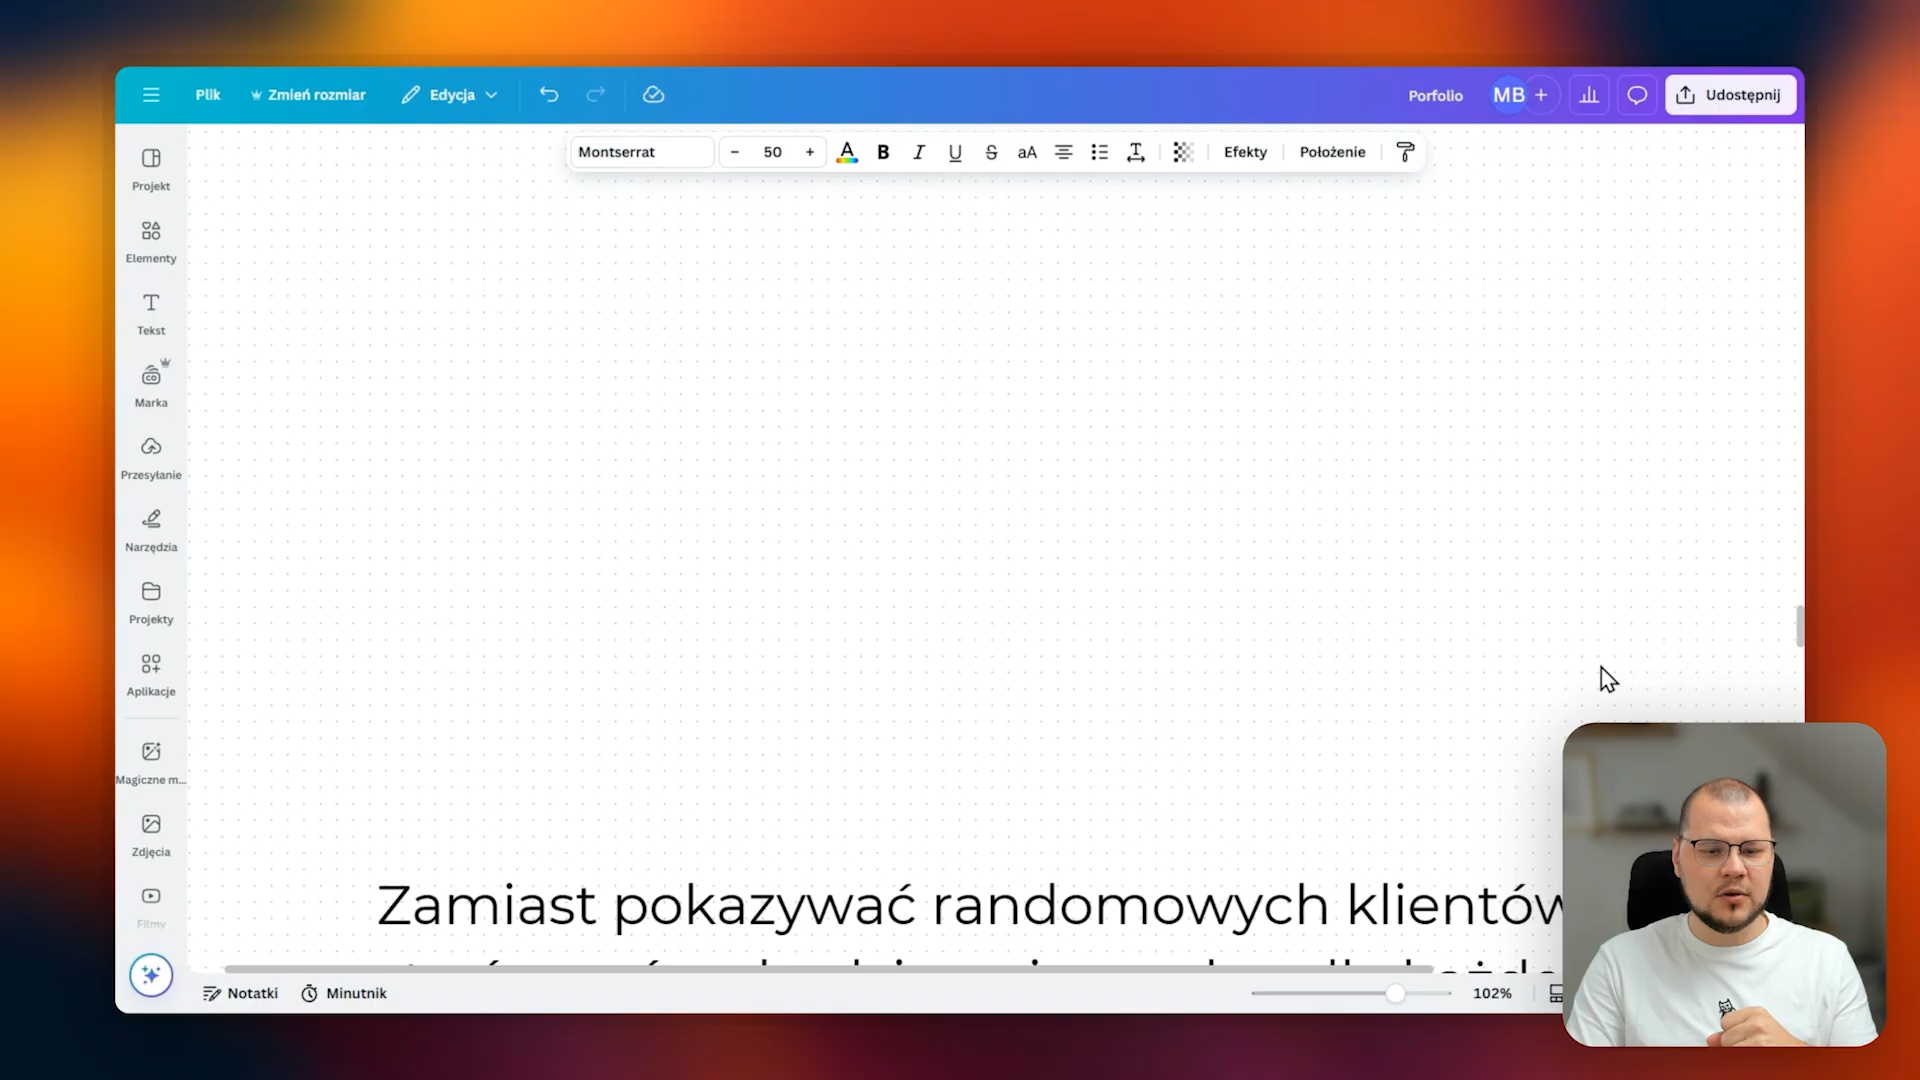 Plik
Zmień rozmiar
Edycja
Porfolio
MB
+
Udostępnij
Montserrat
− 50 +
A B I U S aA
Efekty
Położenie
Projekt
Elementy
Tekst
Marka
Przesyłanie
Narzędzia
Projekty
Aplikacje
Magiczne m...
Zdjęcia
Filmy
Zamiast pokazywać randomowych klientów
Notatki
Minutnik
102%